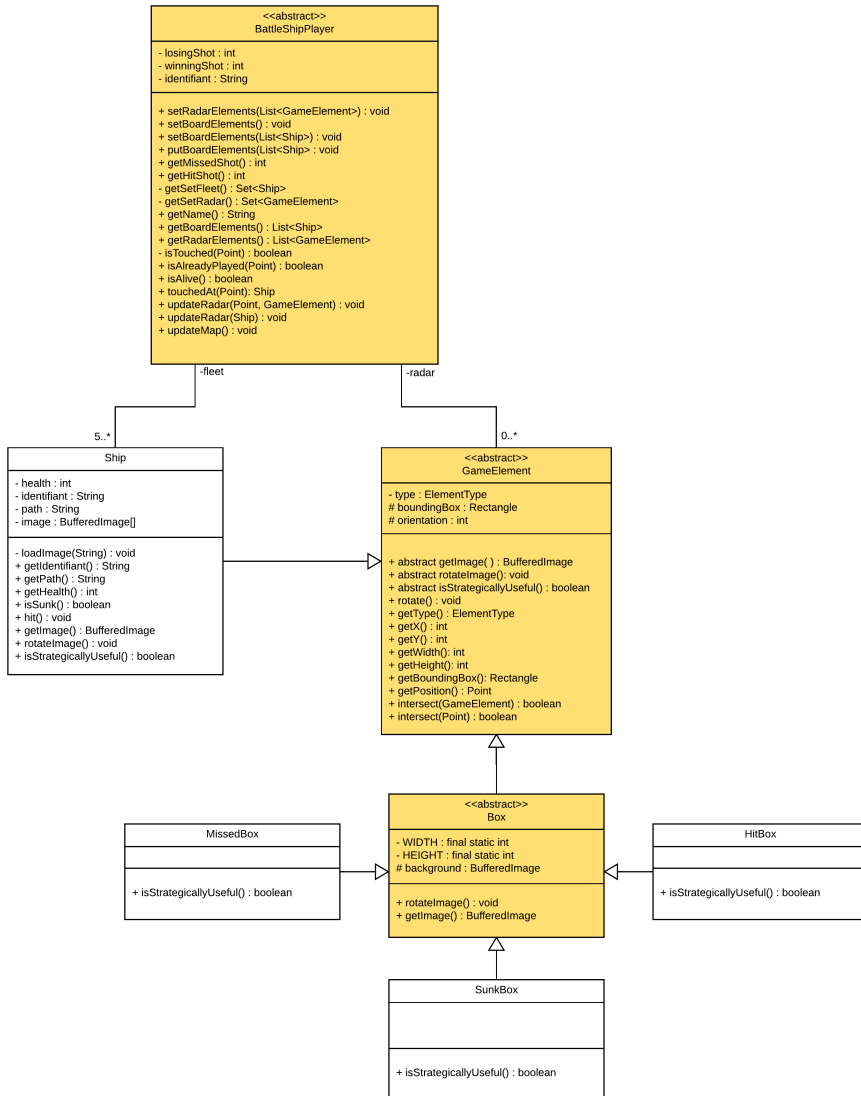 <<abstract>>
BattleShipPlayer
- losingShot : int
- winningShot : int
- identifiant : String
+ setRadarElements(List<GameElement>) : void
+ setBoardElements() : void
+ setBoardElements(List<Ship>) : void
+ putBoardElements(List<Ship> : void
+ getMissedShot() : int
+ getHitShot() : int
- getSetFleet() : Set<Ship>
- getSetRadar() : Set<GameElement>
+ getName() : String
+ getBoardElements() : List<Ship>
+ getRadarElements() : List<GameElement>
- isTouched(Point) : boolean
+ isAlreadyPlayed(Point) : boolean
+ isAlive() : boolean
+ touchedAt(Point): Ship
+ updateRadar(Point, GameElement) : void
+ updateRadar(Ship) : void
+ updateMap() : void
-fleet
-radar
5..*
0..*
Ship
- health : int
- identifiant : String
- path : String
- image : BufferedImage[]
- loadImage(String) : void
+ getIdentifiant() : String
+ getPath() : String
+ getHealth() : int
+ isSunk() : boolean
+ hit() : void
+ getImage() : BufferedImage
+ rotateImage() : void
+ isStrategicallyUseful() : boolean
<<abstract>>
GameElement
- type : ElementType
# boundingBox : Rectangle
# orientation : int
+ abstract getImage( ) : BufferedImage
+ abstract rotateImage(): void
+ abstract isStrategicallyUseful() : boolean
+ rotate() : void
+ getType() : ElementType
+ getX() : int
+ getY() : int
+ getWidth(): int
+ getHeight(): int
+ getBoundingBox(): Rectangle
+ getPosition() : Point
+ intersect(GameElement) : boolean
+ intersect(Point) : boolean
MissedBox
+ isStrategicallyUseful() : boolean
<<abstract>>
Box
- WIDTH : final static int
- HEIGHT : final static int
# background : BufferedImage
+ rotateImage() : void
+ getImage() : BufferedImage
HitBox
+ isStrategicallyUseful() : boolean
SunkBox
+ isStrategicallyUseful() : boolean